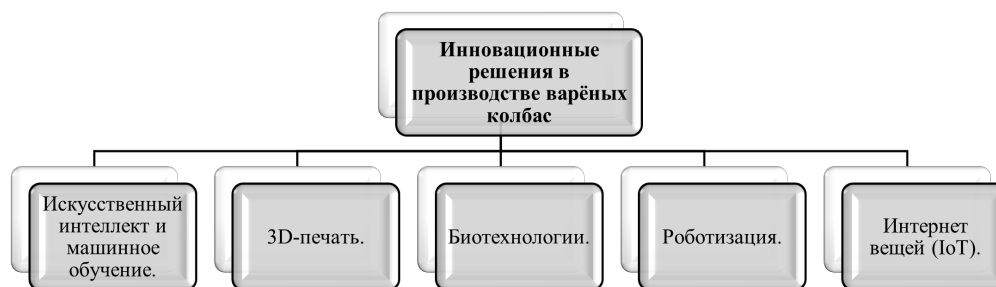 Инновационные
решения в
производстве варёных
колбас
Искусственный
интеллект и
машинное
обучение.
3D-печать.
Биотехнологии.
Роботизация.
Интернет
вещей (IoT).